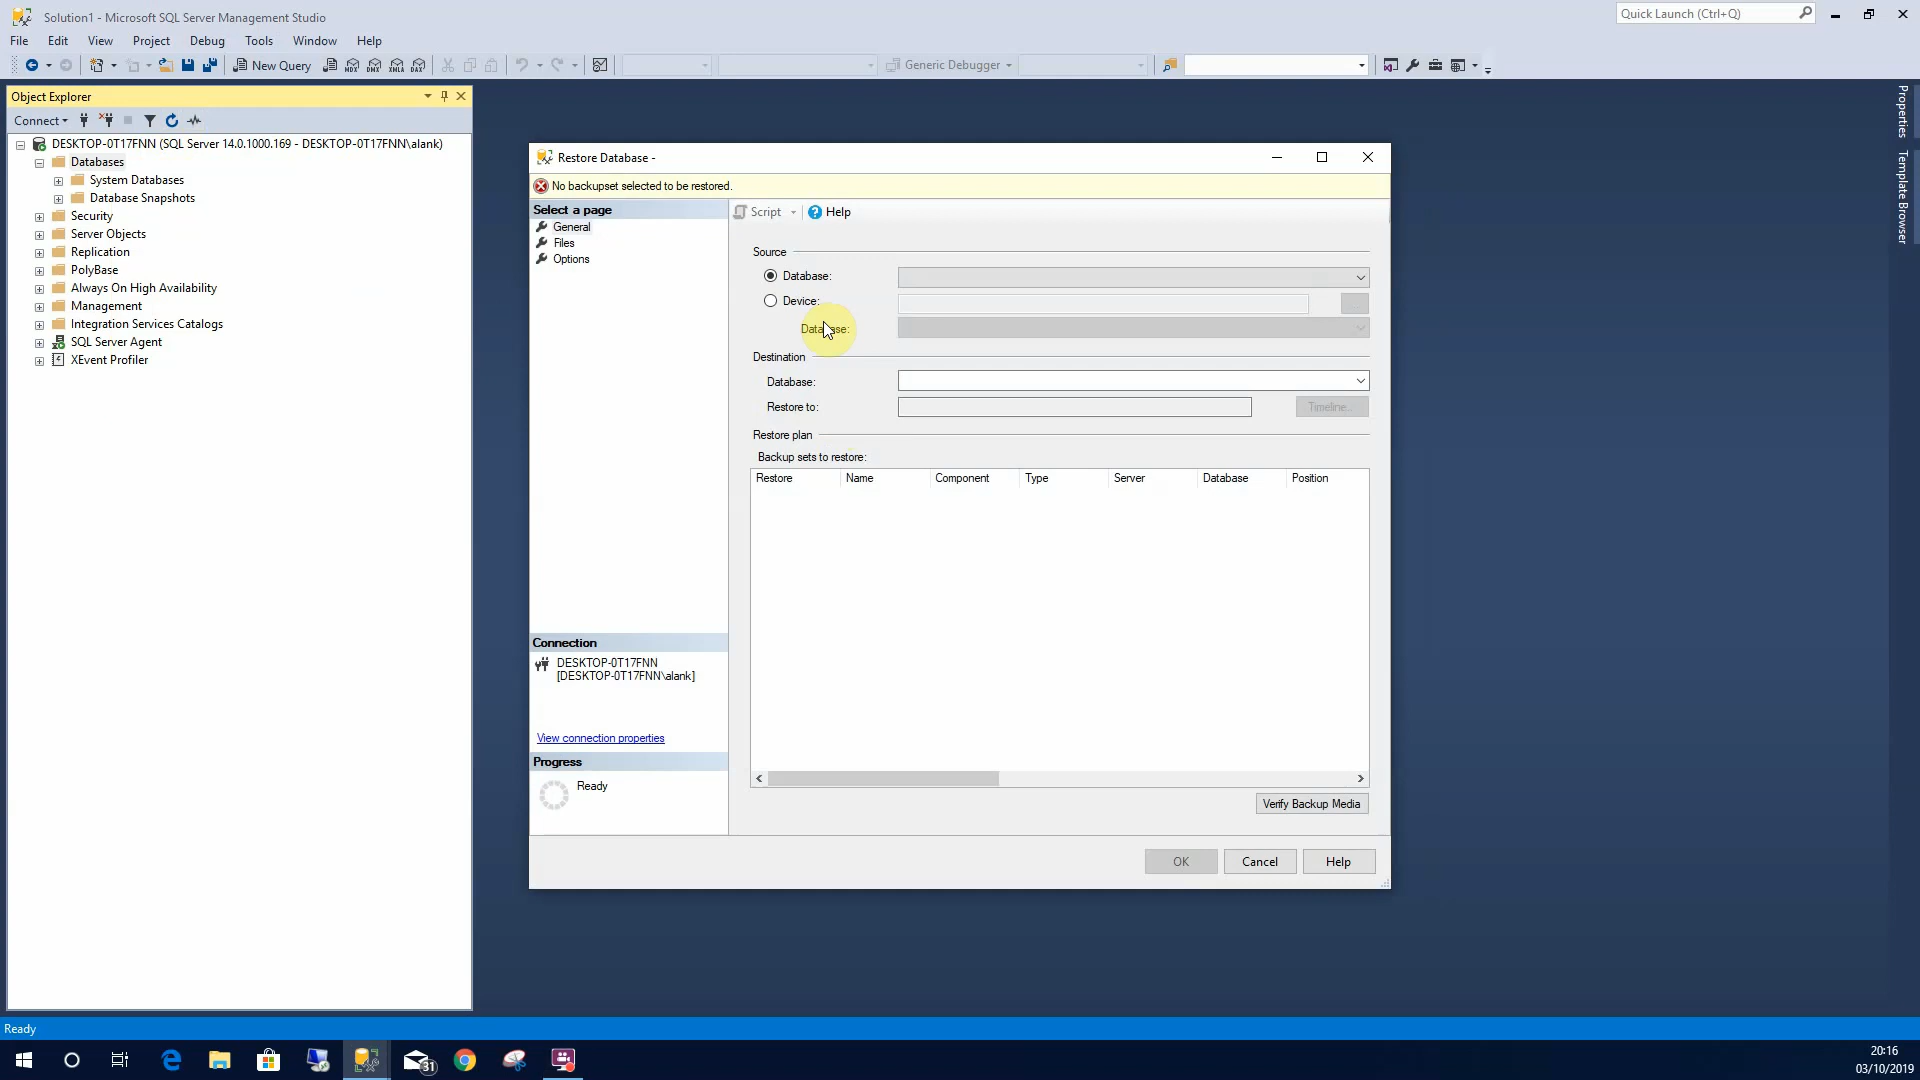 Solution1 - Microsoft SQL Server Management Studio
Quick Launch (Ctrl+Q)
File Edit View Project Debug Tools Window Help
New Query
MDX DMX XMLA DAX
Generic Debugger
Object Explorer
Connect
DESKTOP-0T17FNN (SQL Server 14.0.1000.169 - DESKTOP-0T17FNN\alank)
Databases
System Databases
Database Snapshots
Security
Server Objects
Replication
PolyBase
Always On High Availability
Management
Integration Services Catalogs
SQL Server Agent
XEvent Profiler
Restore Database -
No backupset selected to be restored.
Select a page
General
Files
Options
Script
Help
Source
Database:
Device:
Database:
Destination
Database:
Restore to:
Timeline...
Restore plan
Backup sets to restore:
Restore Name Component Type Server Database Position
Connection
DESKTOP-0T17FNN
[DESKTOP-0T17FNN\alank]
View connection properties
Progress
Ready
Verify Backup Media
OK Cancel Help
Properties
Template Browser
Ready
31
20:16
03/10/2019